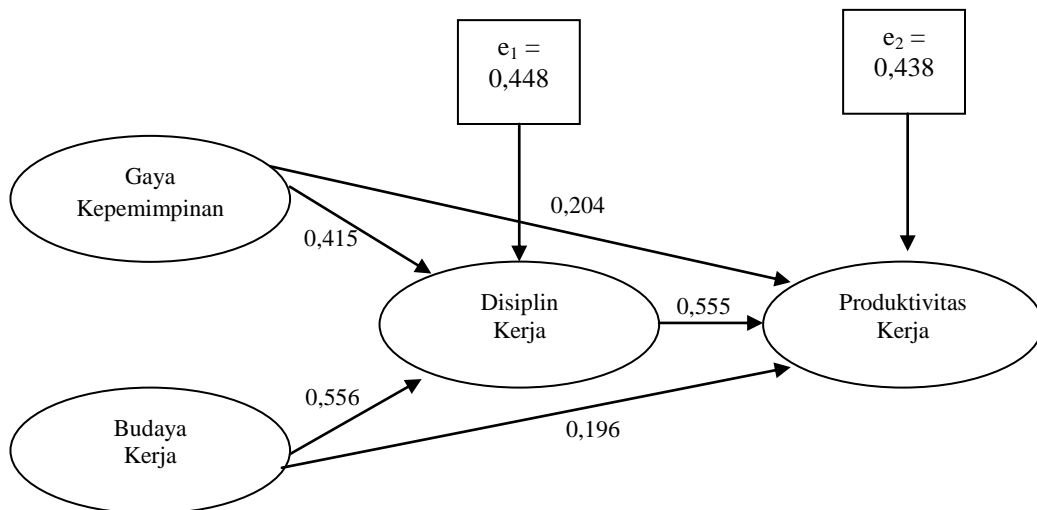 e₁ =
0,448
e₂ =
0,438
Gaya
Kepemimpinan
0,204
0,415
Disiplin
Kerja
0,555
Produktivitas
Kerja
0,556
Budaya
Kerja
0,196